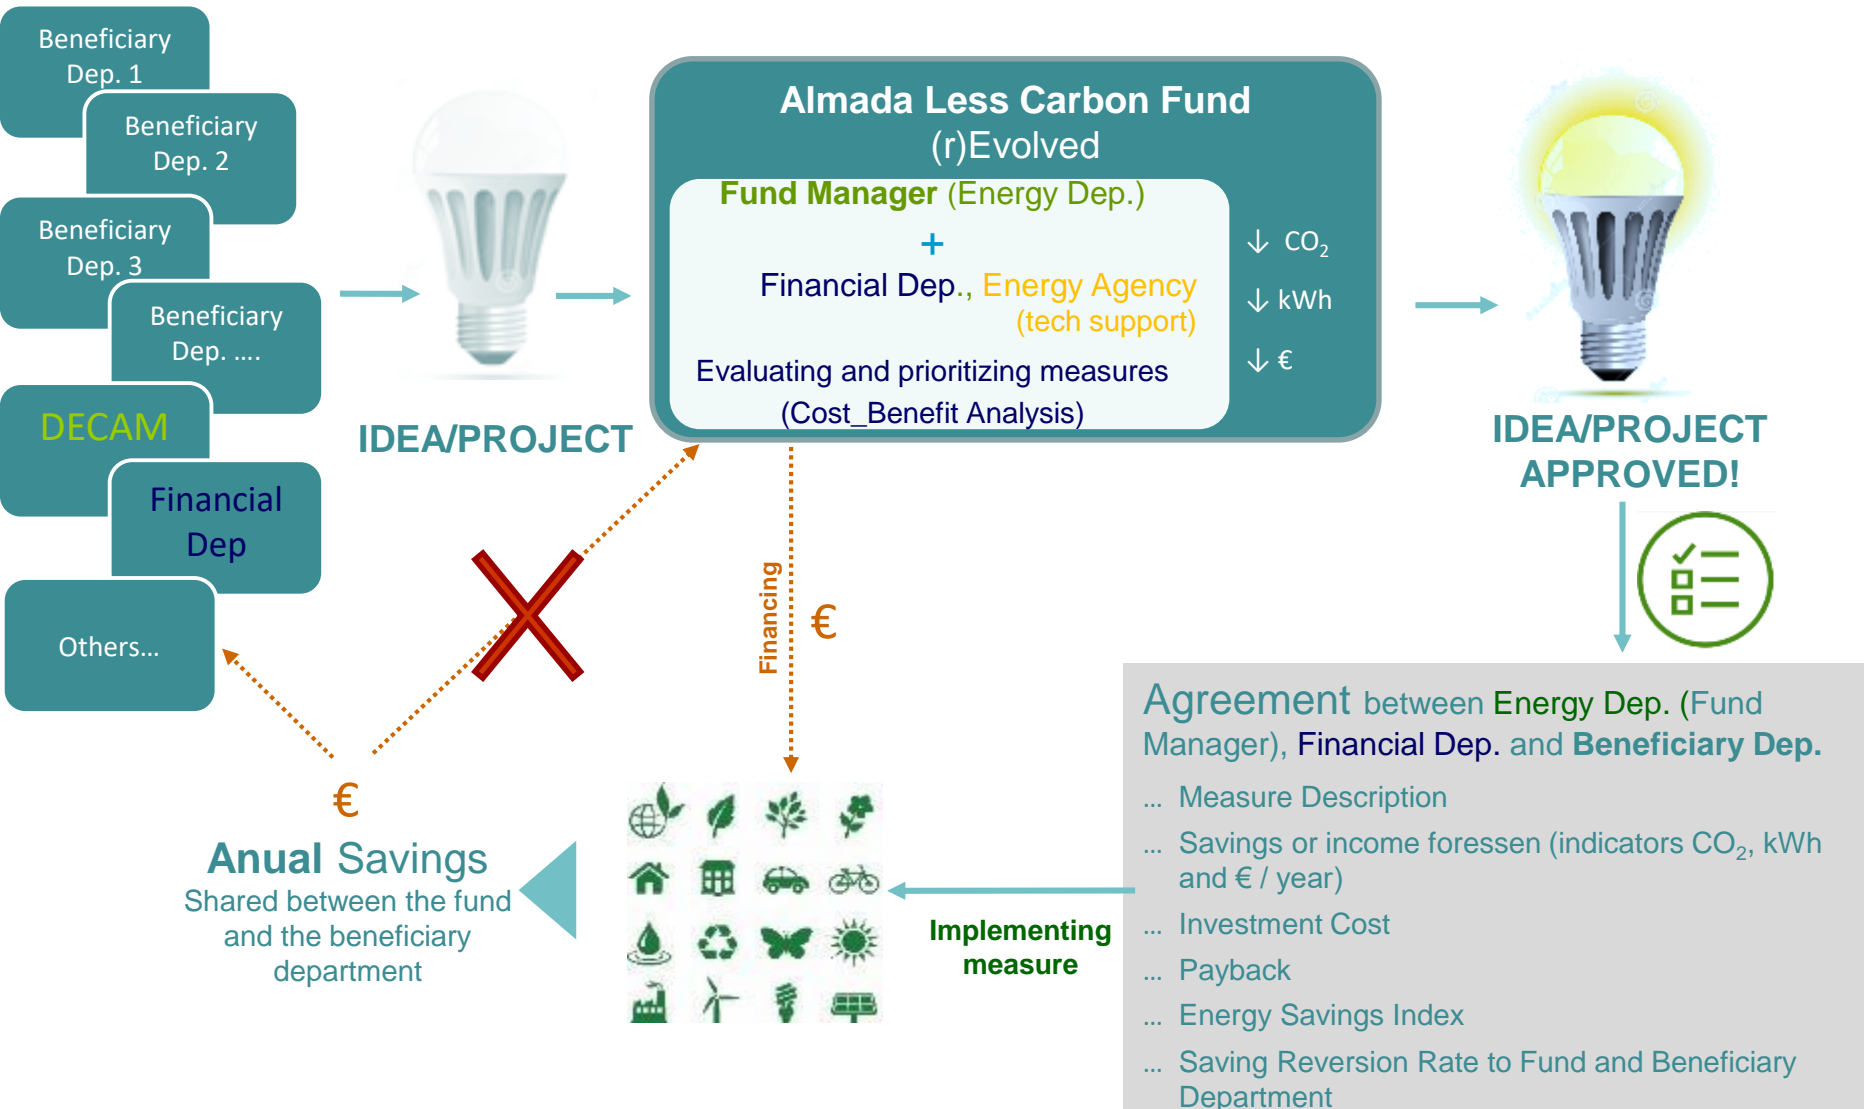 Beneficiary
Dep. 1
Beneficiary
Dep. 2
Beneficiary
Dep. 3
Beneficiary
Dep. ....
DECAM
Financial
Dep
Others...
IDEA/PROJECT
Almada Less Carbon Fund
(r)Evolved
Fund Manager (Energy Dep.)
+
Financial Dep., Energy Agency
(tech support)
Evaluating and prioritizing measures
(Cost_Benefit Analysis)
↓ CO₂
↓ kWh
↓ €
IDEA/PROJECT
APPROVED!
Financing
€
Agreement between Energy Dep. (Fund
Manager), Financial Dep. and Beneficiary Dep.
... Measure Description
... Savings or income foressen (indicators CO₂, kWh
and € / year)
... Investment Cost
... Payback
... Energy Savings Index
... Saving Reversion Rate to Fund and Beneficiary
Department
Implementing
measure
€
Anual Savings
Shared between the fund
and the beneficiary
department